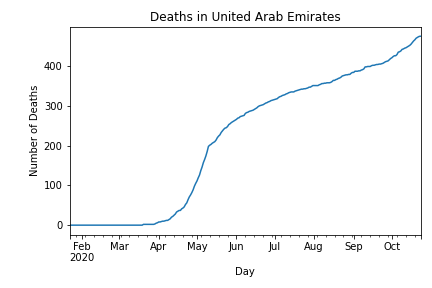 Deaths in United Arab Emirates
Number of Deaths
400
300
200
100
0
Feb Mar Apr May Jun Jul Aug Sep Oct
2020
Day